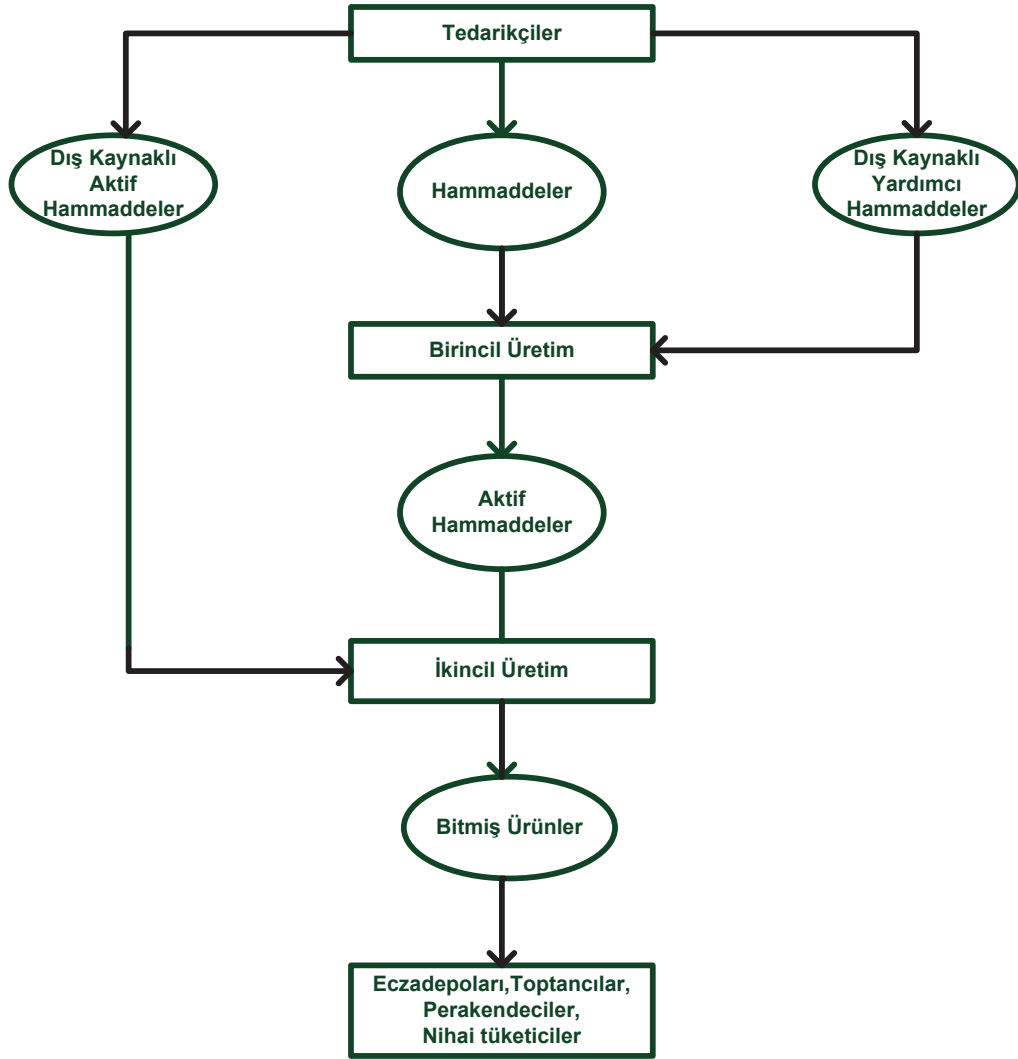 Tedarikçiler
Dış Kaynaklı
Aktif
Hammaddeler
Hammaddeler
Dış Kaynaklı
Yardımcı
Hammaddeler
Birincil Üretim
Aktif
Hammaddeler
İkincil Üretim
Bitmiş Ürünler
Eczadepoları,Toptancılar,
Perakendeciler,
Nihai tüketiciler